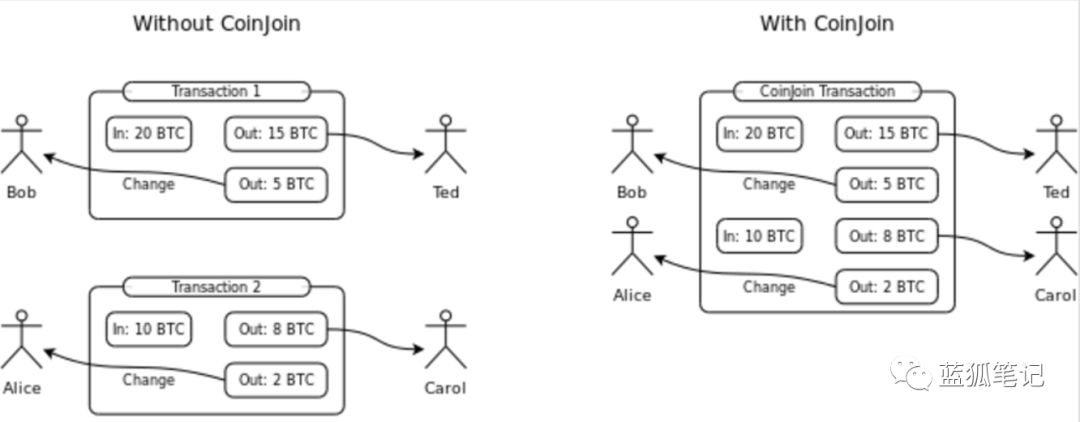 Without CoinJoin
Transaction 1
In: 20 BTC
Out: 15 BTC
Change
Out: 5 BTC
Bob
Ted
Transaction 2
In: 10 BTC
Out: 8 BTC
Change
Out: 2 BTC
Alice
Carol
With CoinJoin
CoinJoin Transaction
In: 20 BTC
Out: 15 BTC
Change
Out: 5 BTC
Bob
Ted
In: 10 BTC
Out: 8 BTC
Change
Out: 2 BTC
Alice
Carol
蓝狐笔记